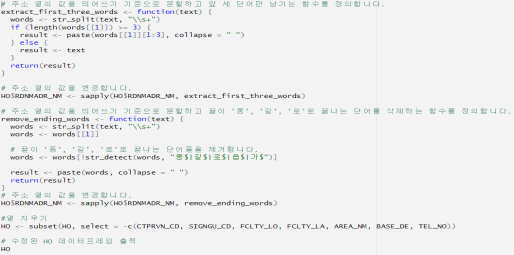 # 주소 열의 값을 띄어쓰기 기준으로 분할하고 앞 세 단어만 남기는 함수를 정의합니다.
extract_first_three_words <- function(text) {
  words <- str_split(text, "\\s+")
  if (length(words[[1]]) >= 3) {
    result <- paste(words[[1]][1:3], collapse = " ")
  } else {
    result <- text
  }
  return(result)
}

# 주소 열의 값을 변경합니다.
HO$RDNMADR_NM <- sapply(HO$RDNMADR_NM, extract_first_three_words)

# 주소 열의 값을 띄어쓰기 기준으로 분할하고 끝이 '동', '길', '로'로 끝나는 단어를 삭제하는 함수를 정의합니다.
remove_ending_words <- function(text) {
  words <- str_split(text, "\\s+")
  words <- words[[1]]

  # 끝이 '동', '길', '로'로 끝나는 단어들을 제거합니다.
  words <- words[!str_detect(words, "동$|길$|로$|읍$|가$")]

  result <- paste(words, collapse = " ")
  return(result)
}
# 주소 열의 값을 변경합니다.
HO$RDNMADR_NM <- sapply(HO$RDNMADR_NM, remove_ending_words)

#열 지우기
HO <- subset(HO, select = -c(CTPRVN_CD, SIGNGU_CD, FCLTY_LO, FCLTY_LA, AREA_NM, BASE_DE, TEL_NO))

# 수정된 HO 데이터프레임 출력
HO